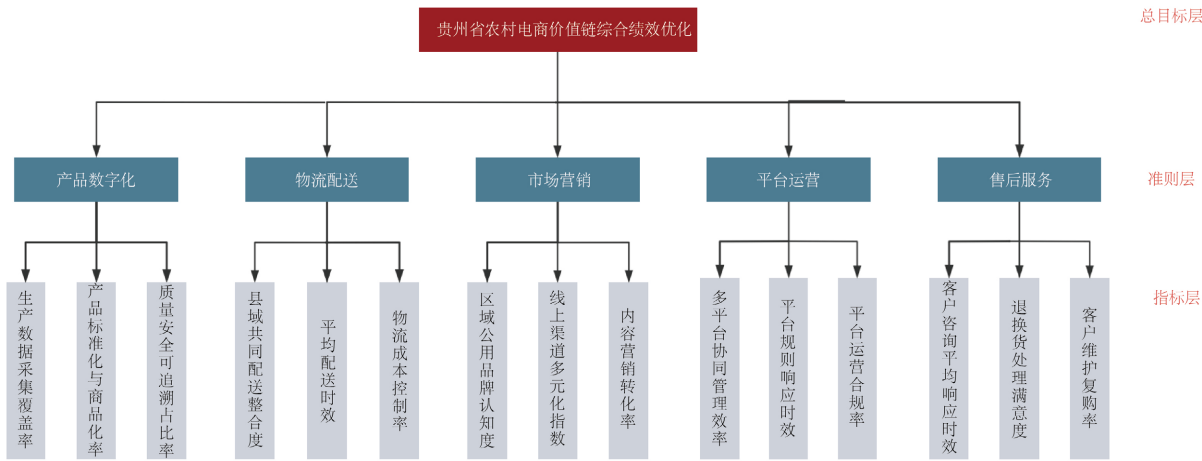 贵州省农村电商价值链综合绩效优化
总目标层
产品数字化
物流配送
市场营销
平台运营
售后服务
准则层
生产数据采集覆盖率
产品标准化与商品化率
质量安全可追溯占比率
县域共同配送整合度
平均配送时效
物流成本控制率
区域公用品牌认知度
线上渠道多元化指数
内容营销转化率
多平台协同管理效率
平台规则响应时效
平台运营合规率
客户咨询平均响应时效
退换货处理满意度
客户维护复购率
指标层